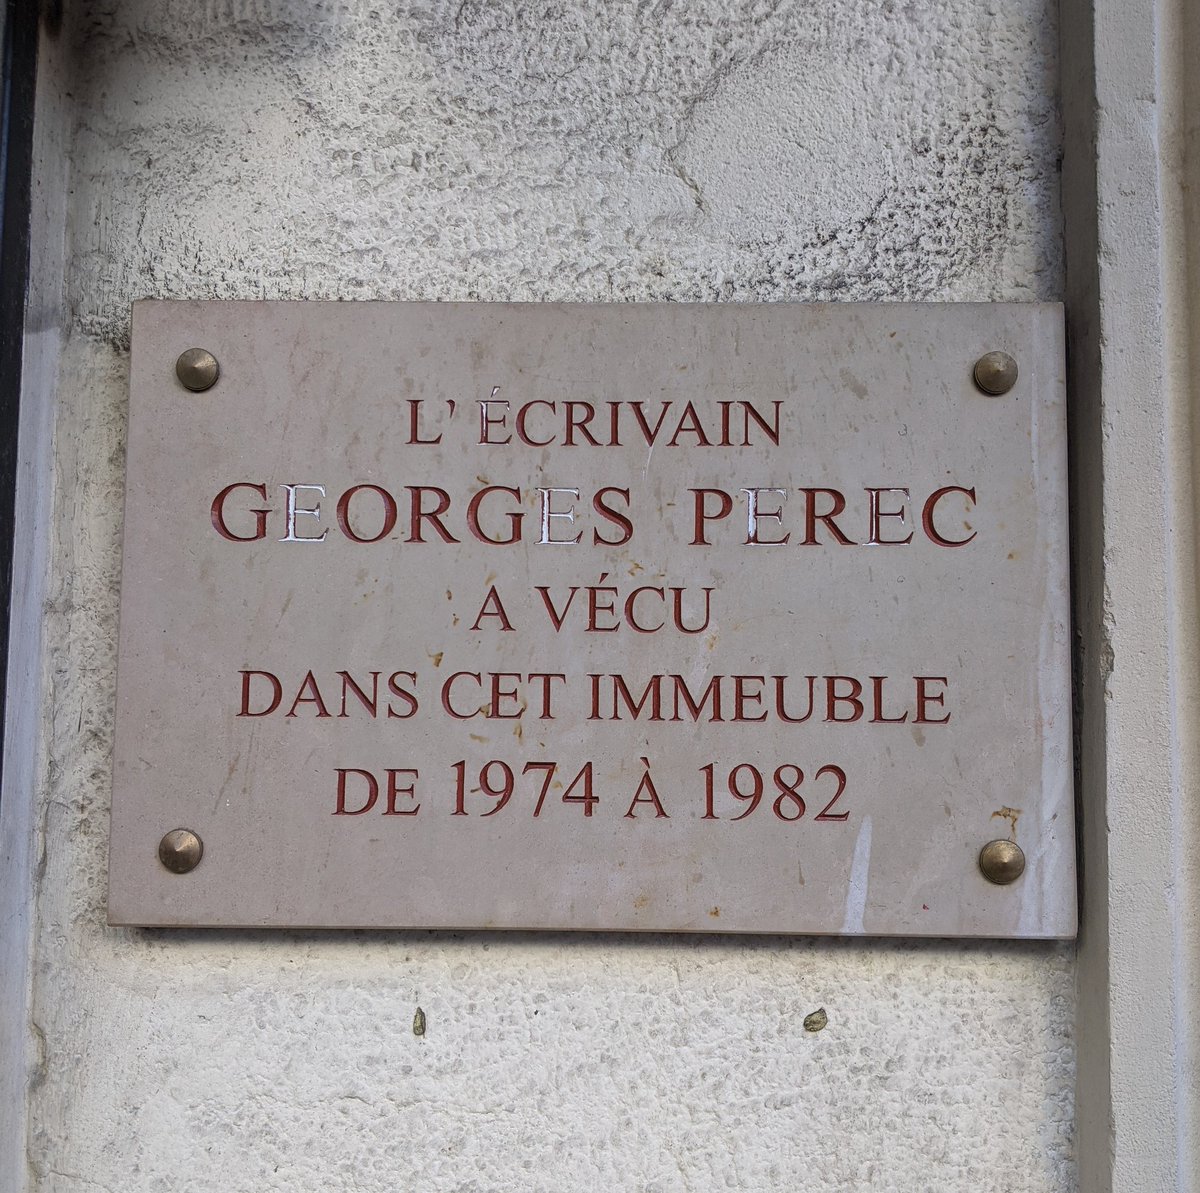 L' ÉCRIVAIN
GEORGES PEREC
A VÉCU
DANS CET IMMEUBLE
DE 1974 À 1982